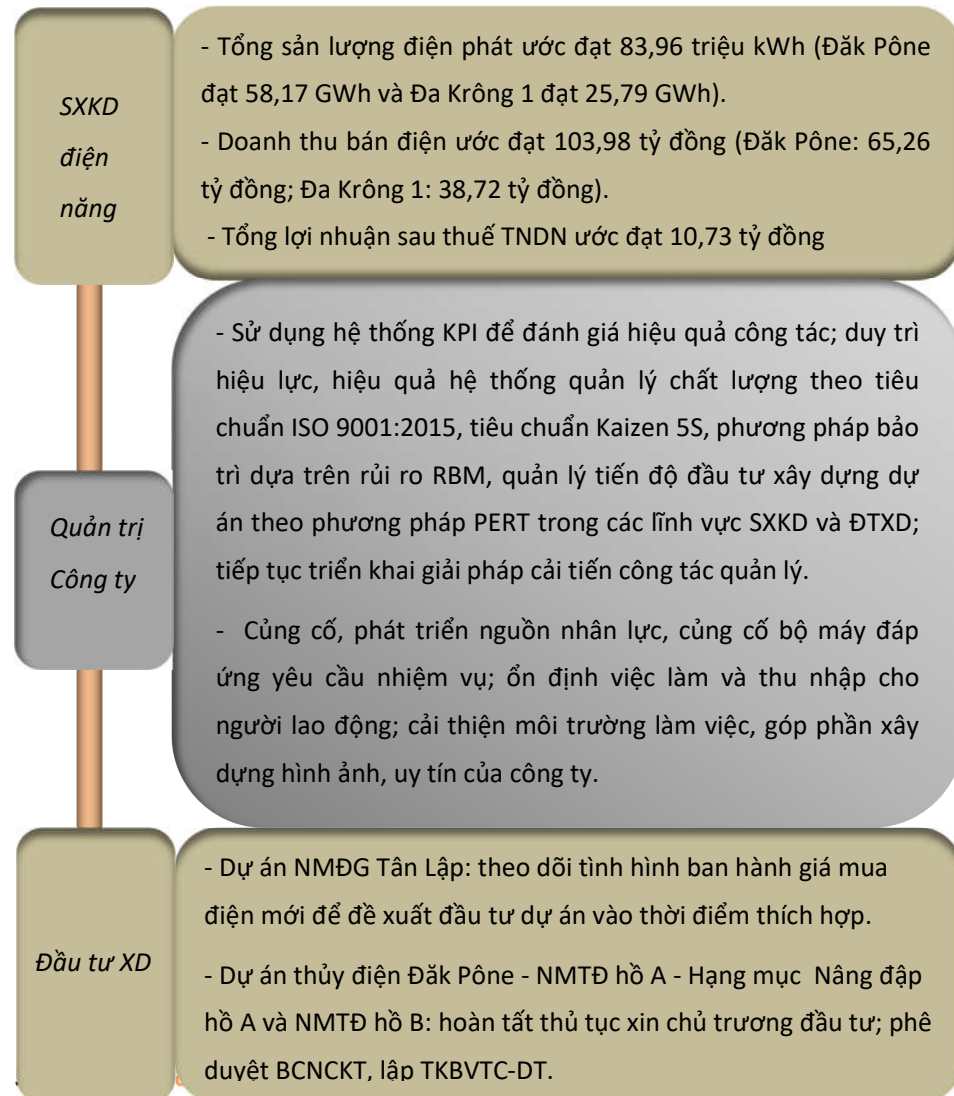 SXKD
điện
năng
- Tổng sản lượng điện phát ước đạt 83,96 triệu kWh (Đăk Pône
đạt 58,17 GWh và Đa Krông 1 đạt 25,79 GWh).
- Doanh thu bán điện ước đạt 103,98 tỷ đồng (Đăk Pône: 65,26
tỷ đồng; Đa Krông 1: 38,72 tỷ đồng).
- Tổng lợi nhuận sau thuế TNDN ước đạt 10,73 tỷ đồng
Quản trị
Công ty
- Sử dụng hệ thống KPI để đánh giá hiệu quả công tác; duy trì
hiệu lực, hiệu quả hệ thống quản lý chất lượng theo tiêu
chuẩn ISO 9001:2015, tiêu chuẩn Kaizen 5S, phương pháp bảo
trì dựa trên rủi ro RBM, quản lý tiến độ đầu tư xây dựng dự
án theo phương pháp PERT trong các lĩnh vực SXKD và ĐTXD;
tiếp tục triển khai giải pháp cải tiến công tác quản lý.
- Củng cố, phát triển nguồn nhân lực, củng cố bộ máy đáp
ứng yêu cầu nhiệm vụ; ổn định việc làm và thu nhập cho
người lao động; cải thiện môi trường làm việc, góp phần xây
dựng hình ảnh, uy tín của công ty.
Đầu tư XD
- Dự án NMĐG Tân Lập: theo dõi tình hình ban hành giá mua
điện mới để đề xuất đầu tư dự án vào thời điểm thích hợp.
- Dự án thủy điện Đăk Pône - NMTĐ hồ A - Hạng mục Nâng đập
hồ A và NMTĐ hồ B: hoàn tất thủ tục xin chủ trương đầu tư; phê
duyệt BCNCKT, lập TKBVTC-DT.